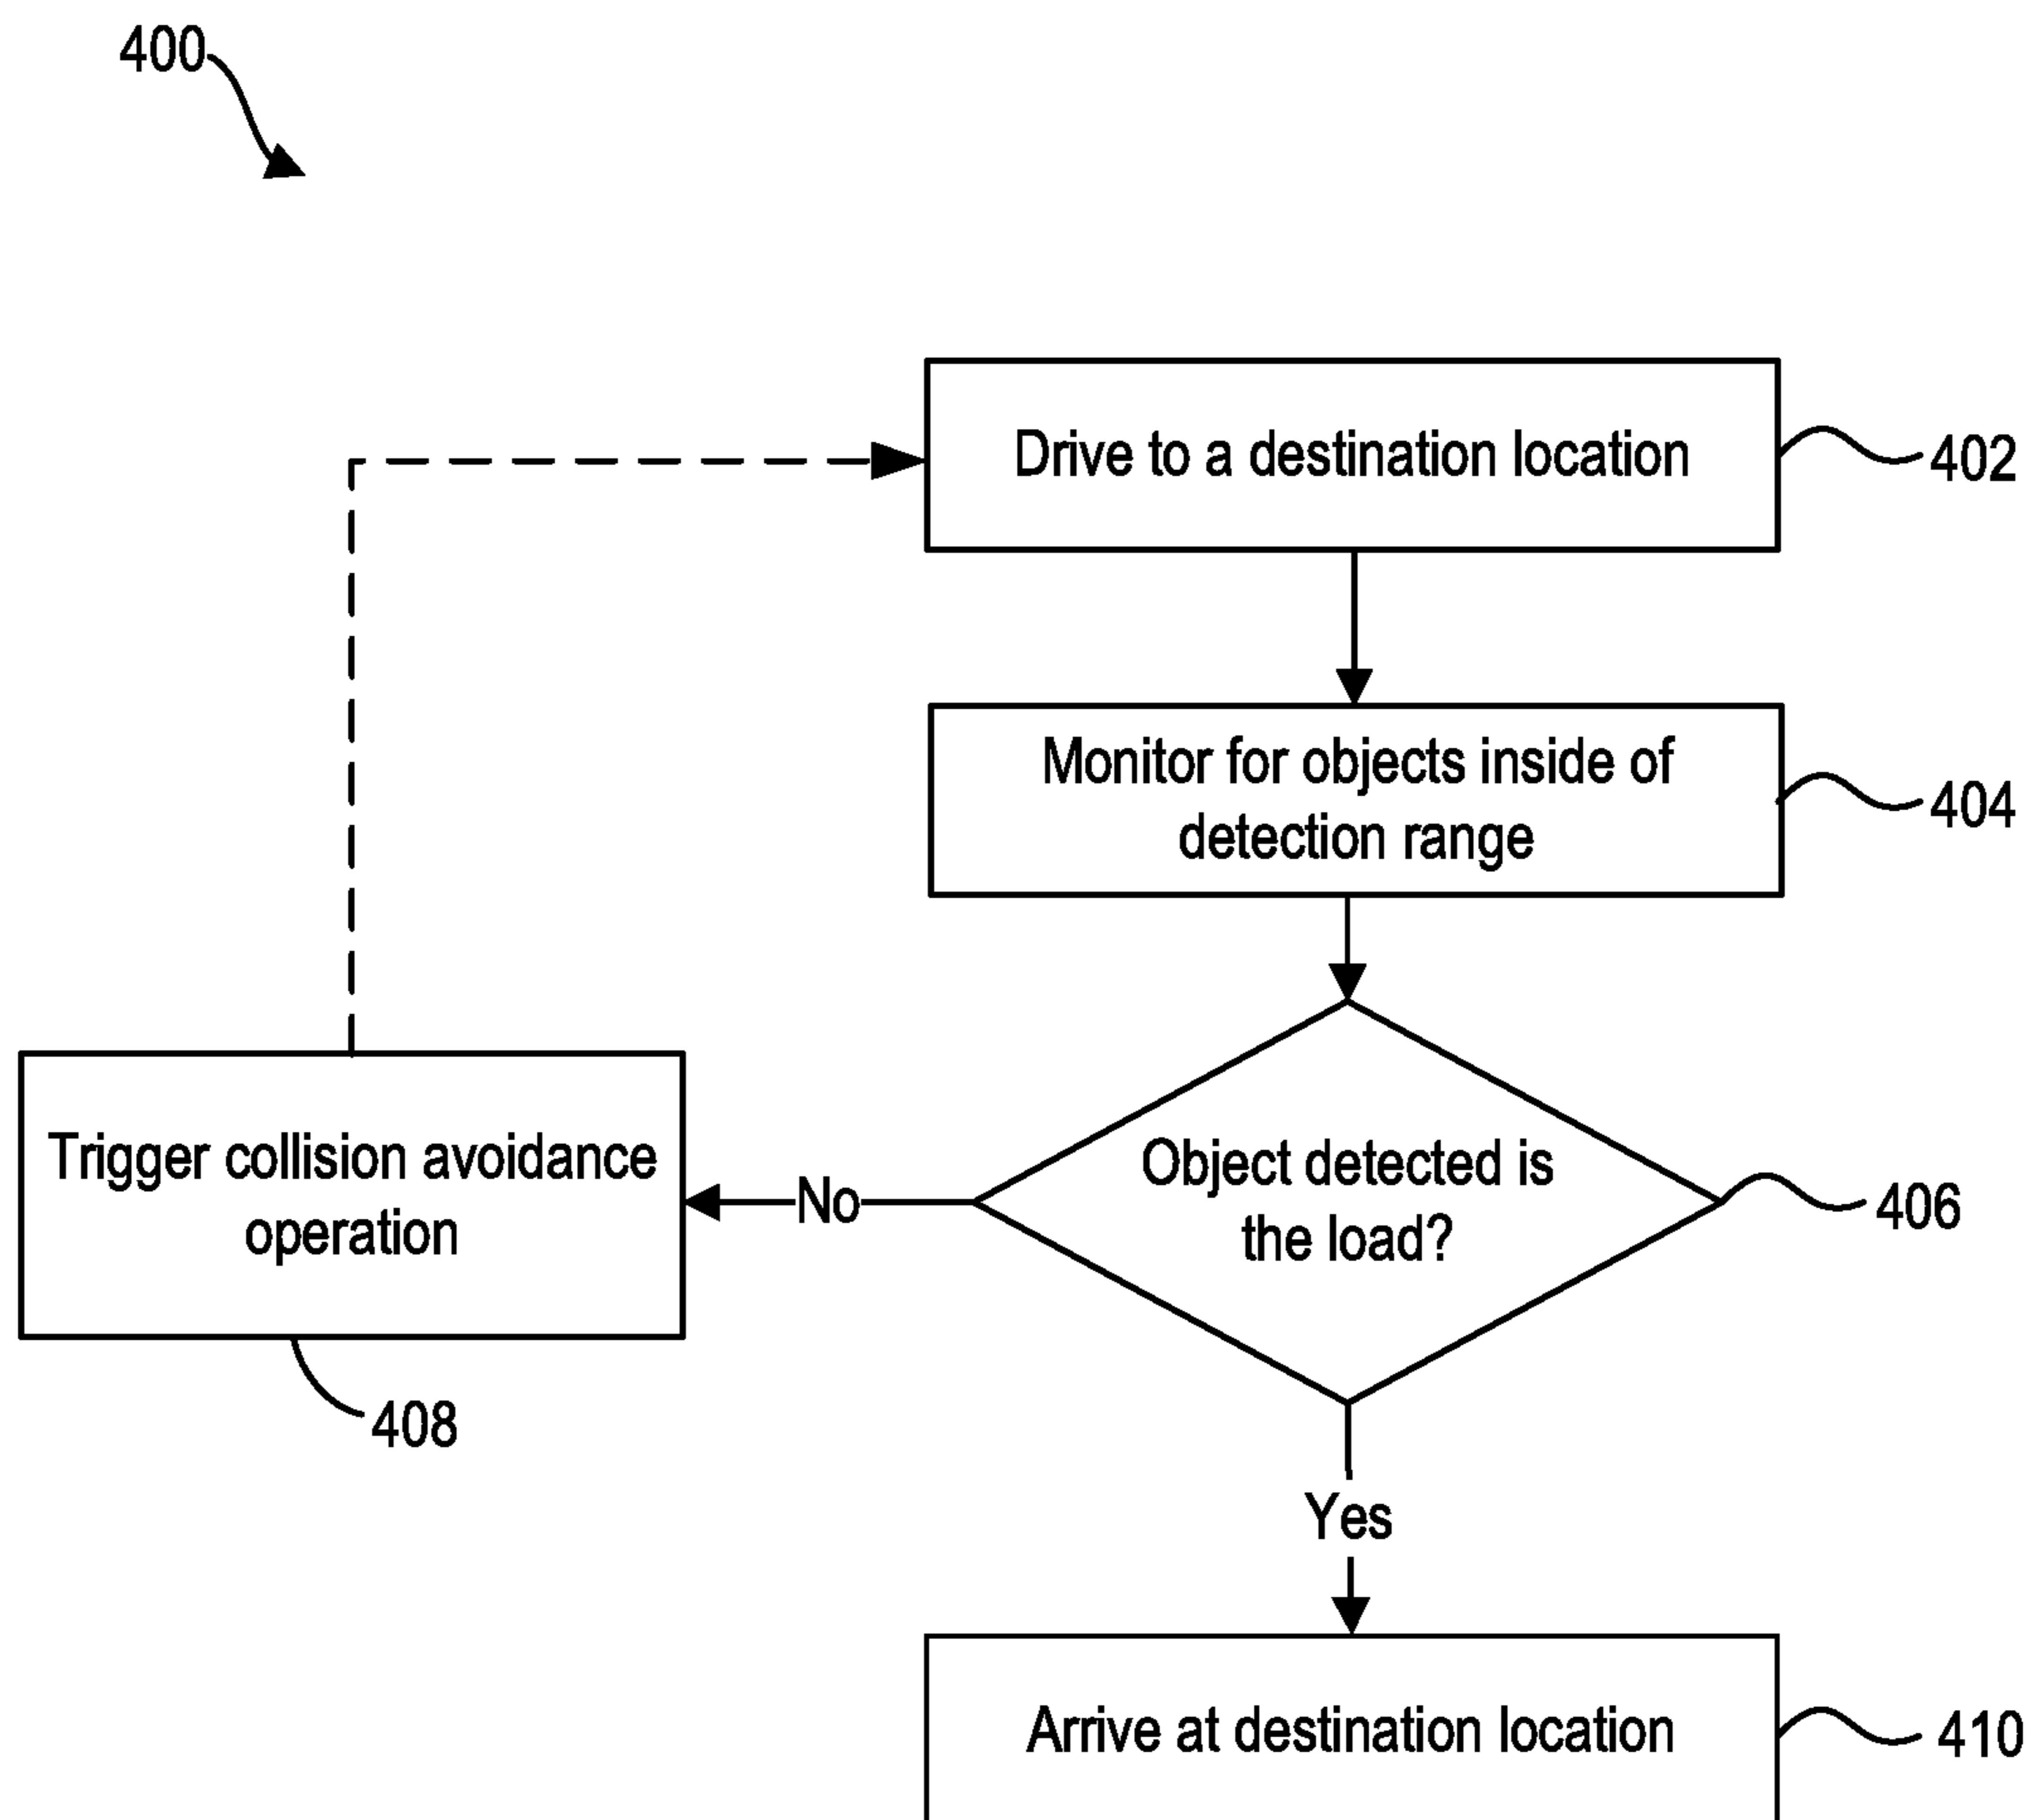 400
Drive to a destination location
402
Monitor for objects inside of
detection range
404
Object detected is
the load?
406
No
Trigger collision avoidance
operation
408
Yes
Arrive at destination location
410